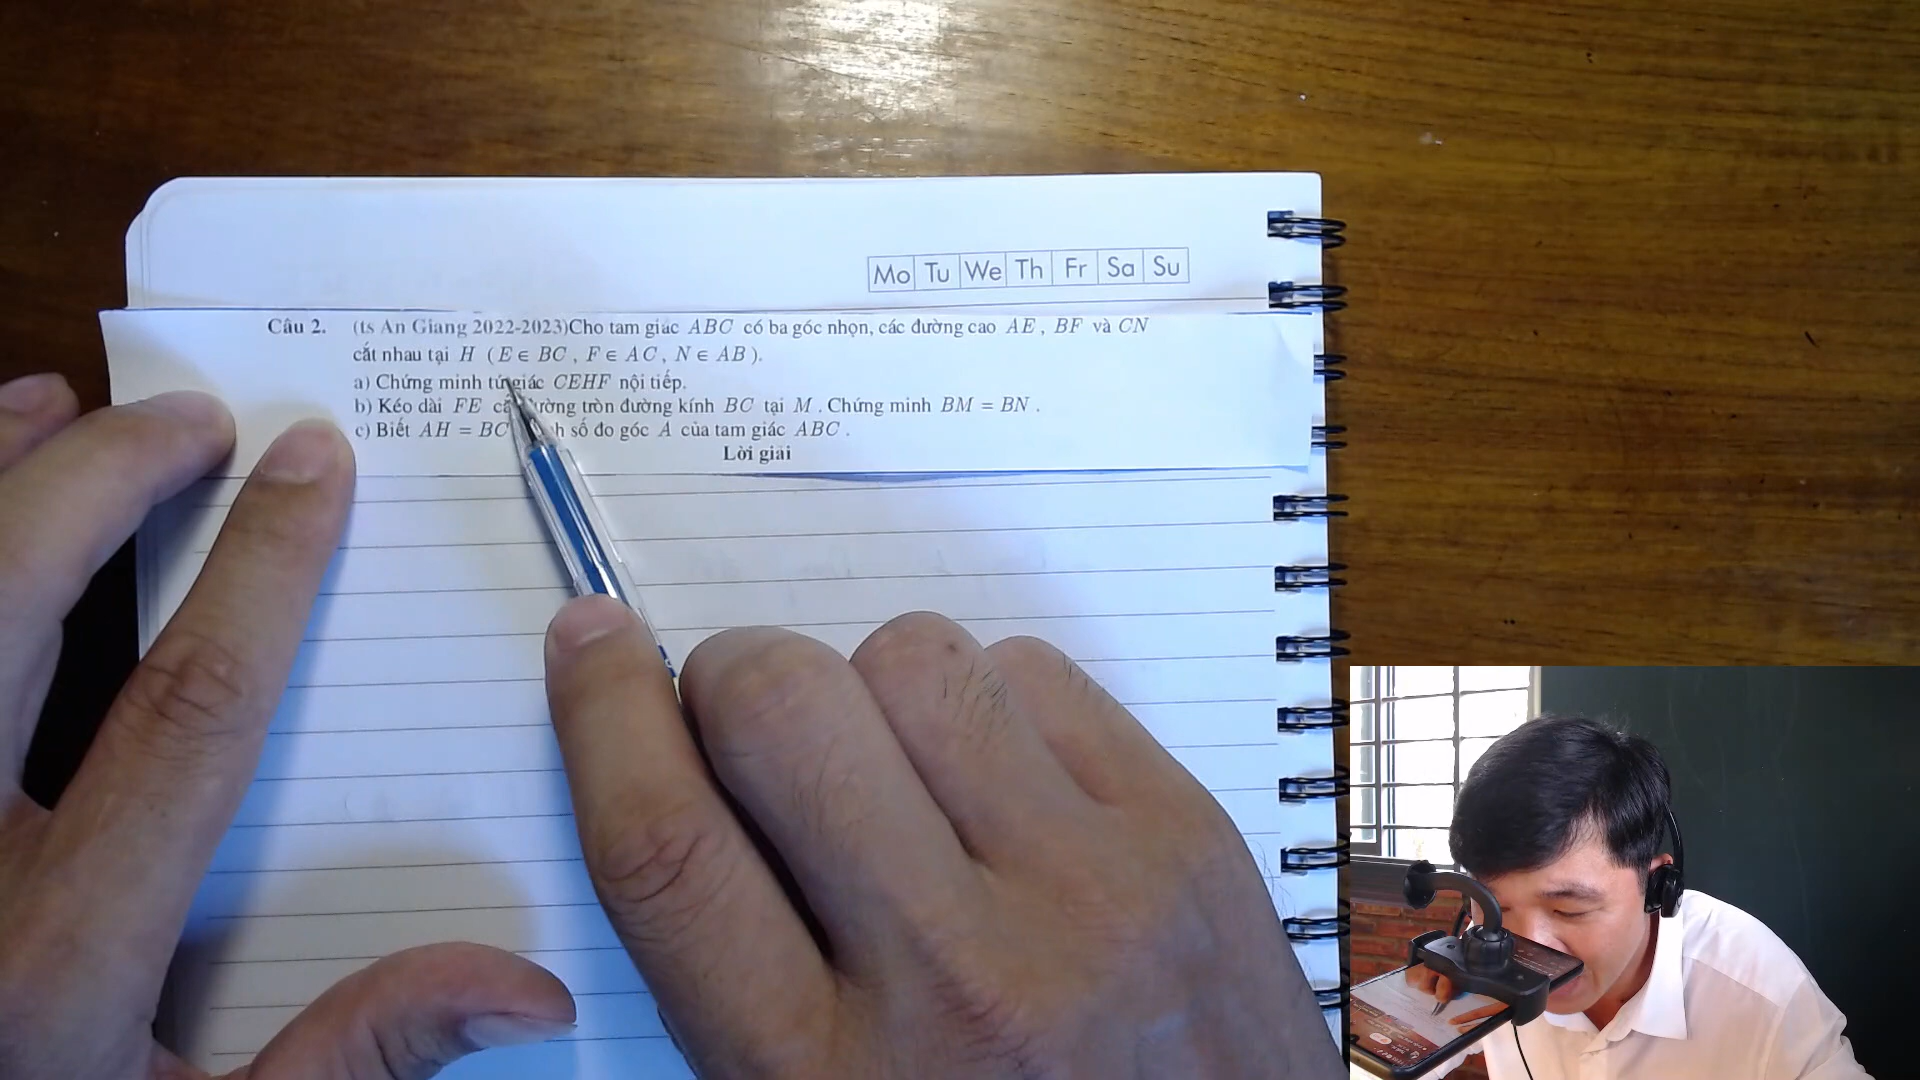 Mo Tu We Th Fr Sa Su
Câu 2. (ts An Giang 2022-2023)Cho tam giác ABC có ba góc nhọn, các đường cao AE , BF và CN
cắt nhau tại H ( E ∈ BC , F ∈ AC , N ∈ AB ).
a) Chứng minh tứ giác CEHF nội tiếp.
b) Kéo dài FE tròn đường kính BC tại M . Chứng minh BM = BN .
c) Biết AH = BC số đo góc A của tam giác ABC .
Lời giải